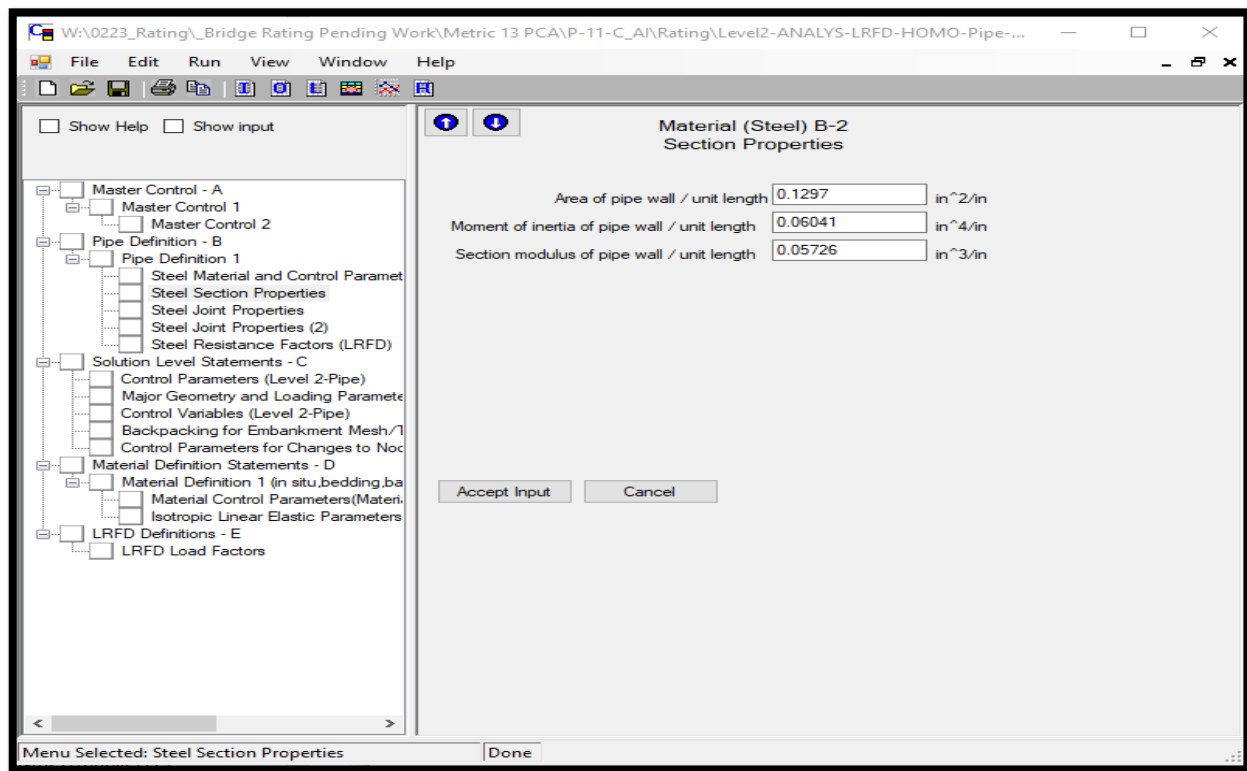 W:\0223_Rating\_Bridge Rating Pending Work\Metric 13 PCA\P-11-C_AI\Rating\Level2-ANALYS-LRFD-HOMO-Pipe-...
File Edit Run View Window Help
Show Help Show input
Material (Steel) B-2
Section Properties
Master Control - A
Master Control 1
Master Control 2
Pipe Definition - B
Pipe Definition 1
Steel Material and Control Paramet
Steel Section Properties
Steel Joint Properties
Steel Joint Properties (2)
Steel Resistance Factors (LRFD)
Solution Level Statements - C
Control Parameters (Level 2-Pipe)
Major Geometry and Loading Paramete
Control Variables (Level 2-Pipe)
Backpacking for Embankment Mesh/T
Control Parameters for Changes to Noc
Material Definition Statements - D
Material Definition 1 (in situ,bedding,ba
Material Control Parameters(Materi
Isotropic Linear Elastic Parameters
LRFD Definitions - E
LRFD Load Factors
Area of pipe wall / unit length 0.1297 in^2/in
Moment of inertia of pipe wall / unit length 0.06041 in^4/in
Section modulus of pipe wall / unit length 0.05726 in^3/in
Accept Input Cancel
Menu Selected: Steel Section Properties Done